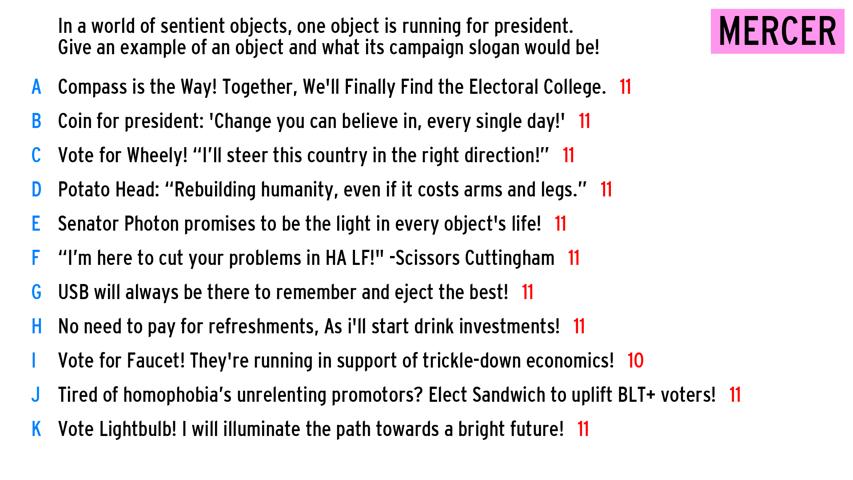 In a world of sentient objects, one object is running for president.
Give an example of an object and what its campaign slogan would be!
MERCER
A Compass is the Way! Together, We'll Finally Find the Electoral College. 11
B Coin for president: 'Change you can believe in, every single day!' 11
C Vote for Wheely! “I’ll steer this country in the right direction!” 11
D Potato Head: “Rebuilding humanity, even if it costs arms and legs.” 11
E Senator Photon promises to be the light in every object's life! 11
F “I’m here to cut your problems in HA LF!" -Scissors Cuttingham 11
G USB will always be there to remember and eject the best! 11
H No need to pay for refreshments, As i'll start drink investments! 11
I Vote for Faucet! They're running in support of trickle-down economics! 10
J Tired of homophobia’s unrelenting promotors? Elect Sandwich to uplift BLT+ voters! 11
K Vote Lightbulb! I will illuminate the path towards a bright future! 11